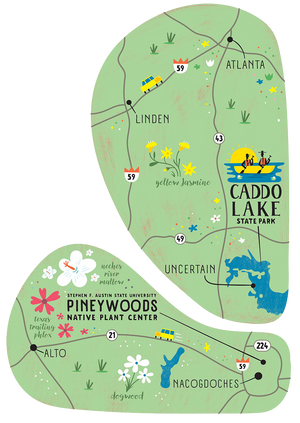 59
ATLANTA
LINDEN
43
59
yellow Jasmine
CADDO
LAKE
STATE PARK
49
UNCERTAIN
neches
river
mallow
STEPHEN F. AUSTIN STATE UNIVERSITY
PINEYWOODS
NATIVE PLANT CENTER
texas
trailing
phlox
21
224
ALTO
59
NACOGDOCHES
dogwood